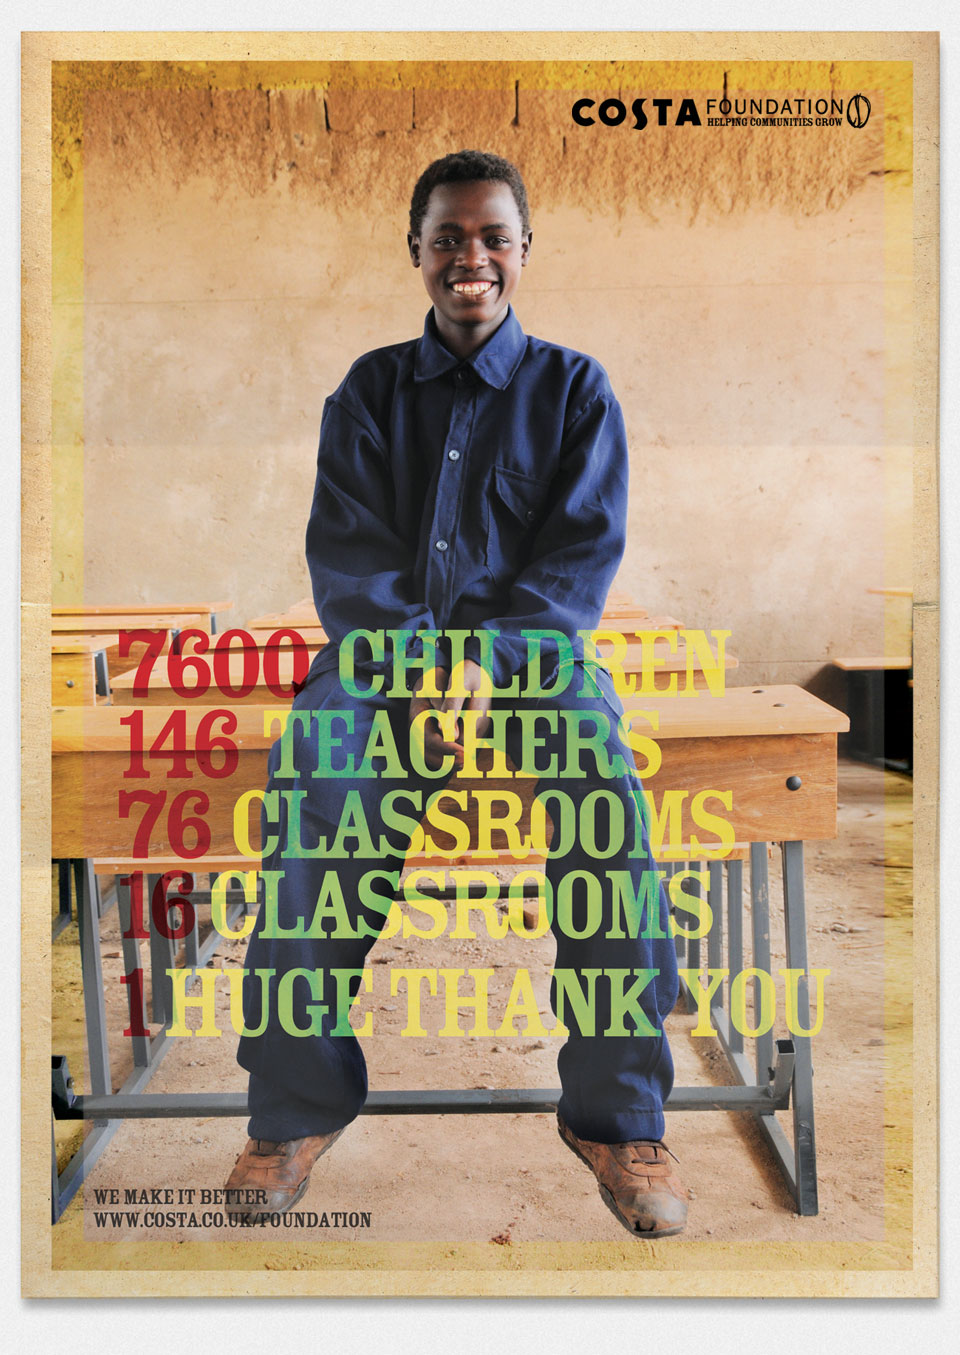 COSTA FOUNDATION
HELPING COMMUNITIES GROW
7600 CHILDREN
146 TEACHERS
76 CLASSROOMS
16 CLASSROOMS
1 HUGE THANK YOU
WE MAKE IT BETTER
WWW.COSTA.CO.UK/FOUNDATION